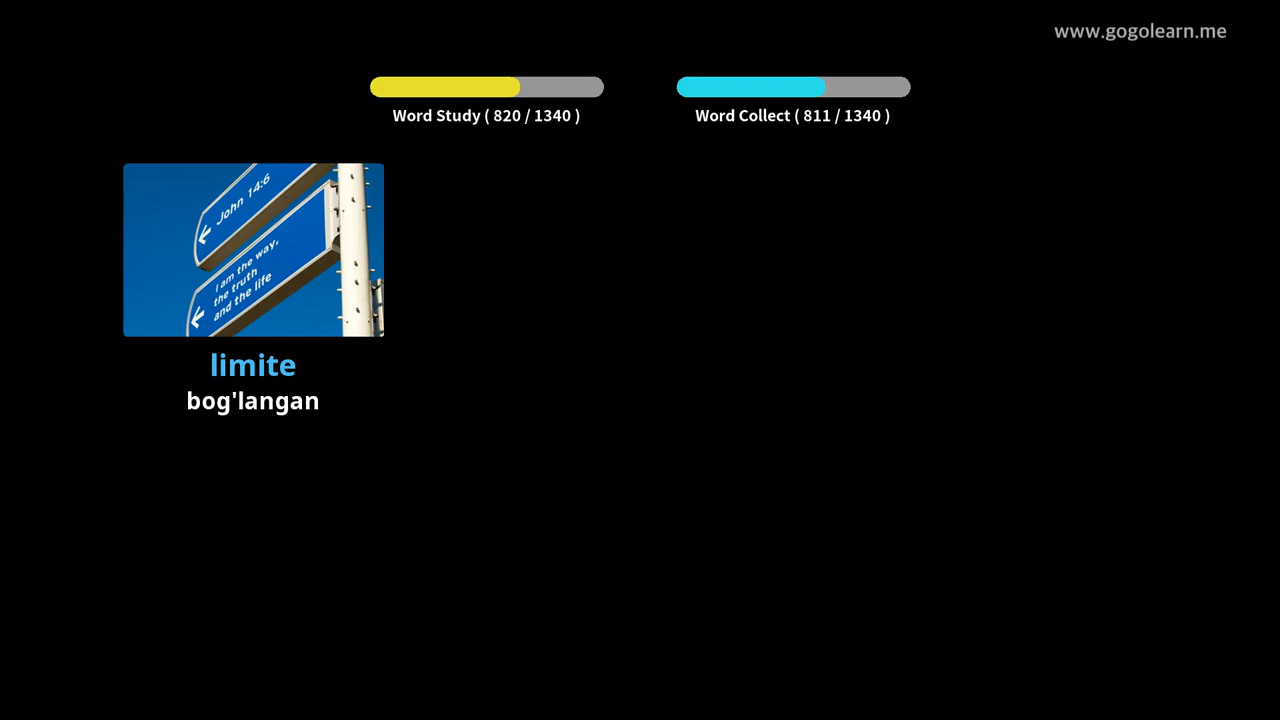 www.gogolearn.me
Word Study ( 820 / 1340 )
Word Collect ( 811 / 1340 )
John 14:6
I am the way,
the truth
and the life
limite
bog'langan